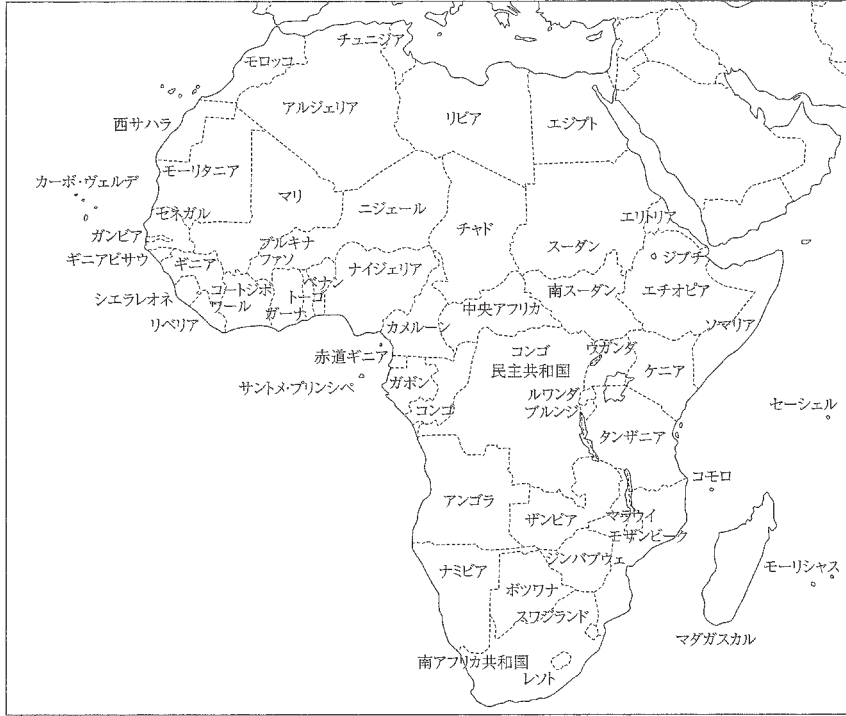 チュニジア
モロッコ
アルジェリア
リビア
エジプト
西サハラ
モーリタニア
カーボ・ヴェルデ
マリ
ニジェール
セネガル
チャド
エリトリア
ガンビア
ブルキナ
ファソ
スーダン
ジブチ
ギニアビサウ
ギニア
ナイジェリア
ベナン
シエラレオネ
コートジボ
ワール
トーゴ
ガーナ
中央アフリカ
南スーダン
エチオピア
リベリア
カメルーン
ソマリア
赤道ギニア
コンゴ
民主共和国
ウガンダ
ケニア
サントメ・プリンシペ
ガボン
ルワンダ
ブルンジ
コンゴ
セーシェル
タンザニア
コモロ
アンゴラ
ザンビア
マラウイ
モザンビーク
ナミビア
ジンバブウェ
モーリシャス
ボツワナ
スワジランド
マダガスカル
南アフリカ共和国
レソト